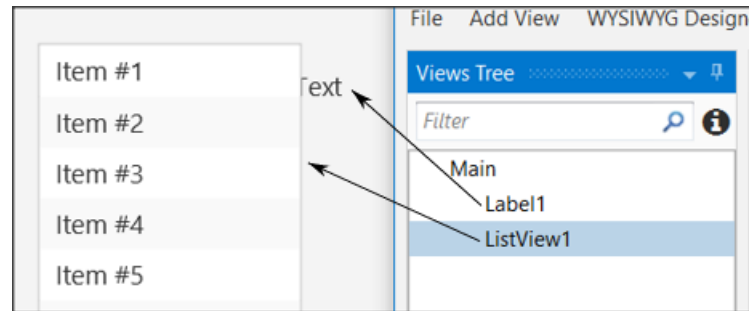 Item #1
Item #2
Item #3
Item #4
Item #5
Text
File Add View WYSIWYG Design
Views Tree
Filter
Main
Label1
ListView1